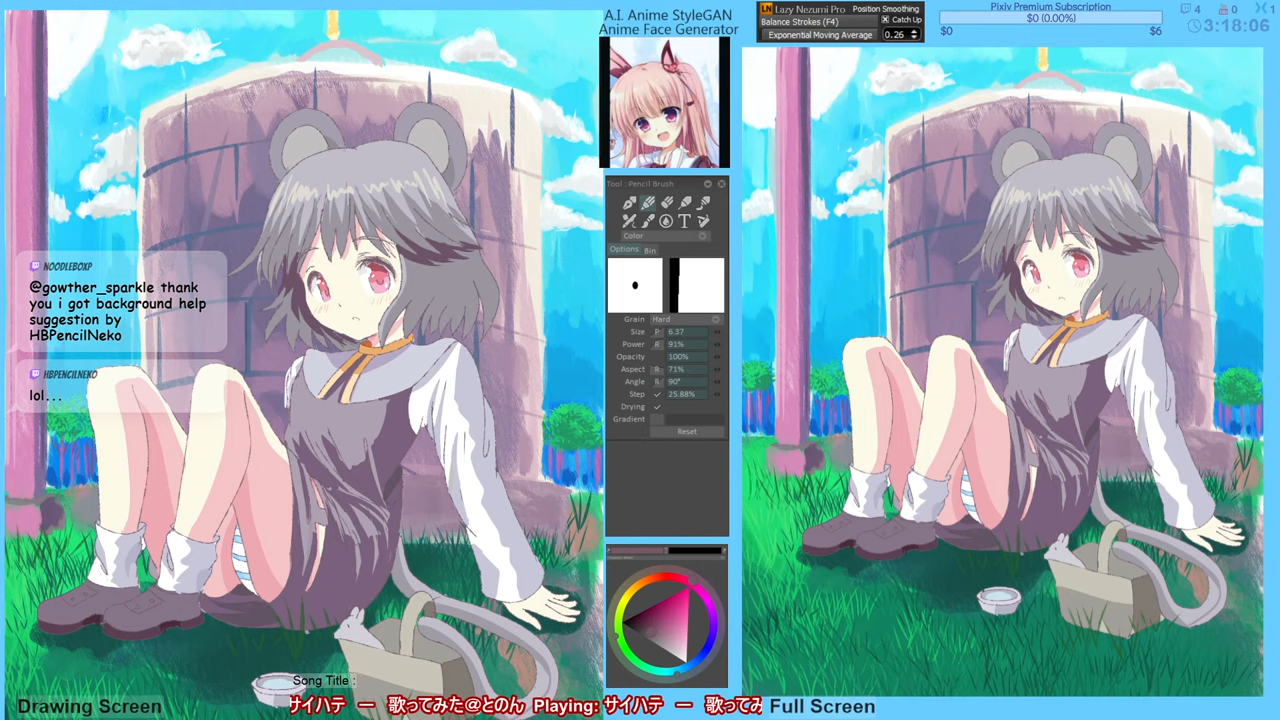 A.I. Anime StyleGAN
Anime Face Generator
LN Lazy Nezumi Pro
Position Smoothing
Balance Strokes (F4)
Catch Up
Exponential Moving Average
0.26
Pixiv Premium Subscription
$0 (0.00%)
$0
$6
4
0
1
3:18:06
NOODLEBOXP
@gowther_sparkle thank
you i got background help
suggestion by
HBPencilNeko
HBPENCILNEKO
lol...
Tool : Pencil Brush
Color
Options
Bin
Grain Hard
Size P 6.37
Power R 91%
Opacity 100%
Aspect R 71%
Angle R 90°
Step 25.88%
Drying
Gradient
Reset
Song Title :
サイハテ ー 歌ってみた@とのん Playing: サイハテ ー 歌ってみ
Drawing Screen
Full Screen